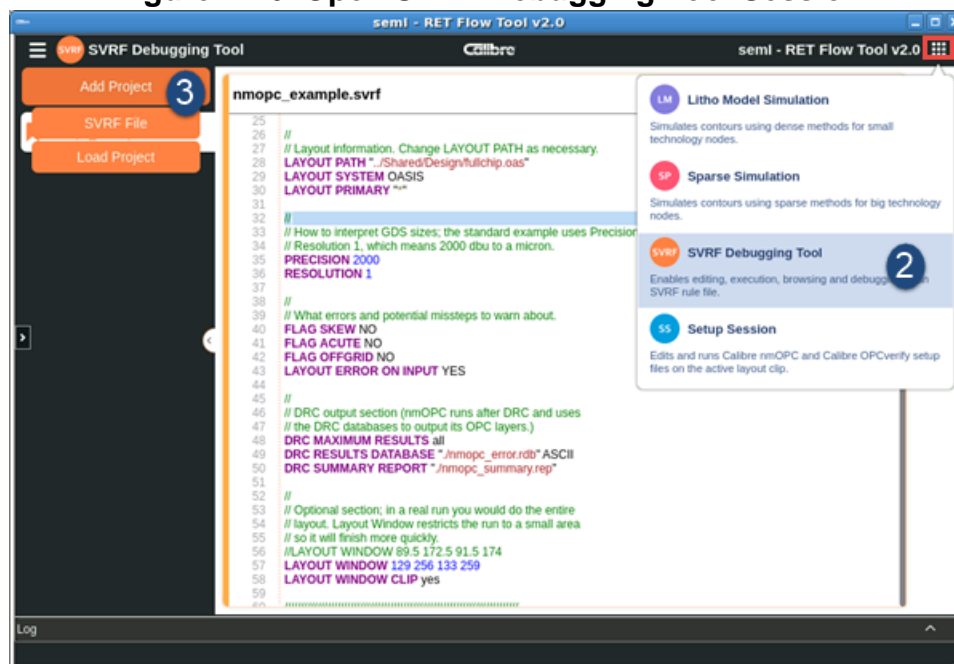 semI - RET Flow Tool v2.0
SVRF SVRF Debugging Tool
Calibre
semI - RET Flow Tool v2.0
Add Project
3
SVRF File
Load Project
nmopc_example.svrf
25
26 //
27 // Layout information. Change LAYOUT PATH as necessary.
28 LAYOUT PATH "../Shared/Design/fullchip.oas"
29 LAYOUT SYSTEM OASIS
30 LAYOUT PRIMARY "*"
31
32 //
33 // How to interpret GDS sizes; the standard example uses Precision
34 // Resolution 1, which means 2000 dbu to a micron.
35 PRECISION 2000
36 RESOLUTION 1
37
38 //
39 // What errors and potential missteps to warn about.
40 FLAG SKEW NO
41 FLAG ACUTE NO
42 FLAG OFFGRID NO
43 LAYOUT ERROR ON INPUT YES
44
45 //
46 // DRC output section (nmOPC runs after DRC and uses
47 // the DRC databases to output its OPC layers.)
48 DRC MAXIMUM RESULTS all
49 DRC RESULTS DATABASE "./nmopc_error.rdb" ASCII
50 DRC SUMMARY REPORT "./nmopc_summary.rep"
51
52 //
53 // Optional section; in a real run you would do the entire
54 // layout. Layout Window restricts the run to a small area
55 // so it will finish more quickly.
56 //LAYOUT WINDOW 89.5 172.5 91.5 174
57 LAYOUT WINDOW 129 256 133 259
58 LAYOUT WINDOW CLIP yes
59
LM Litho Model Simulation
Simulates contours using dense methods for small
technology nodes.
SP Sparse Simulation
Simulates contours using sparse methods for big technology
nodes.
SVRF SVRF Debugging Tool
2
Enables editing, execution, browsing and
SVRF rule file.
SS Setup Session
Edits and runs Calibre nmOPC and Calibre OPCverify setup
files on the active layout clip.
Log